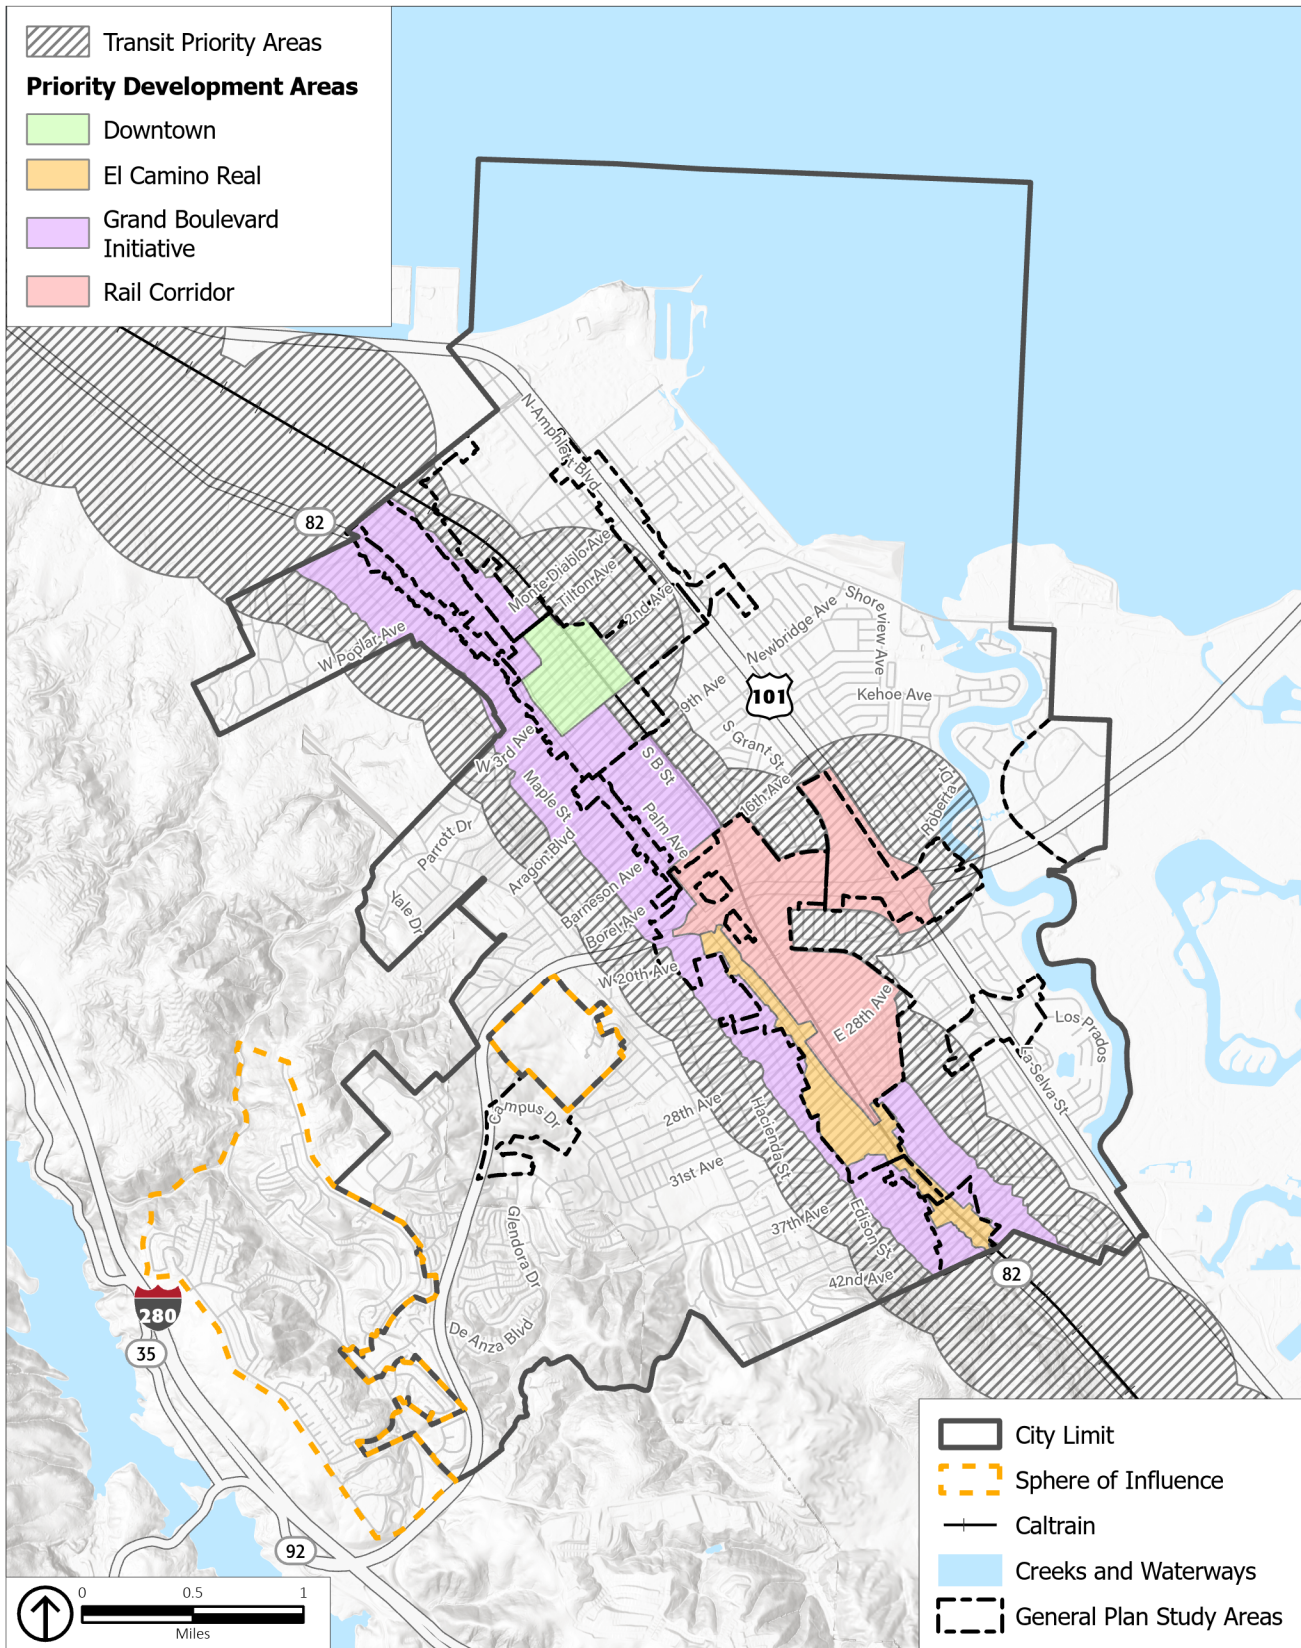 Transit Priority Areas
Priority Development Areas
Downtown
El Camino Real
Grand Boulevard
Initiative
Rail Corridor
N Amphlett Blvd
82
Monte Diablo Ave
Tilton Ave
2nd Ave
Newbridge Ave
Shoreview Ave
W Poplar Ave
Kehoe Ave
101
9th Ave
S Grant St
W 3rd Ave
S B St
Maple St
16th Ave
Roberta Dr
Palm Ave
Parrott Dr
Aragon Blvd
Barneson Ave
Yale Dr
Borel Ave
W 20th Ave
E 28th Ave
Los Prados
La Selva St
Campus Dr
28th Ave
Hacienda St
31st Ave
37th Ave
Edison St
Glendora Dr
42nd Ave
82
280
De Anza Blvd
35
92
City Limit
Sphere of Influence
Caltrain
Creeks and Waterways
General Plan Study Areas
0 0.5 1
Miles